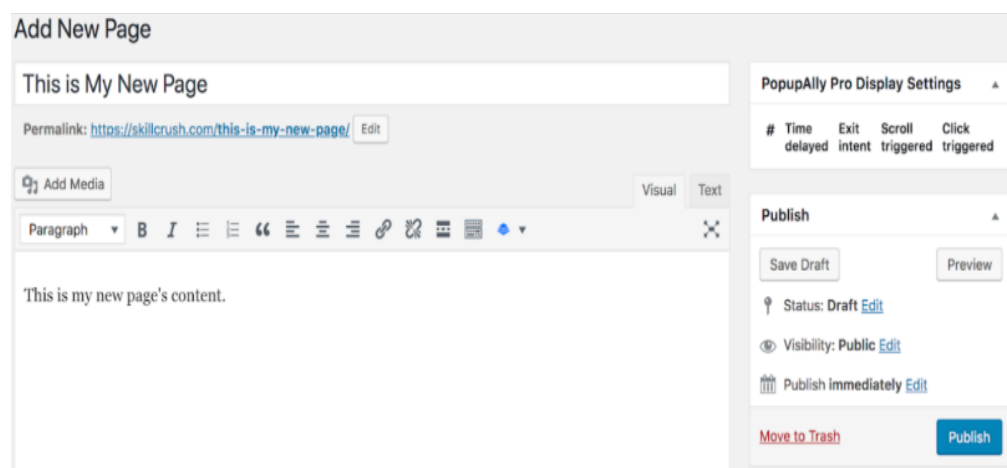 Add New Page
This is My New Page
Permalink: https://skillcrush.com/this-is-my-new-page/ Edit
Add Media
Visual Text
Paragraph B I
This is my new page's content.
PopupAlly Pro Display Settings
# Time delayed Exit intent Scroll triggered Click triggered
Publish
Save Draft Preview
Status: Draft Edit
Visibility: Public Edit
Publish immediately Edit
Move to Trash Publish